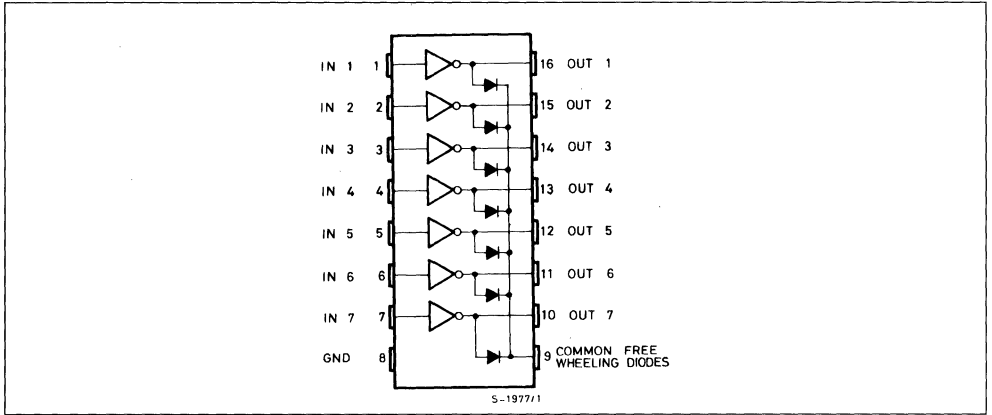 IN 1 1 16 OUT 1
IN 2 2 15 OUT 2
IN 3 3 14 OUT 3
IN 4 4 13 OUT 4
IN 5 5 12 OUT 5
IN 6 6 11 OUT 6
IN 7 7 10 OUT 7
GND 8 9 COMMON FREE
WHEELING DIODES
S-1977/1